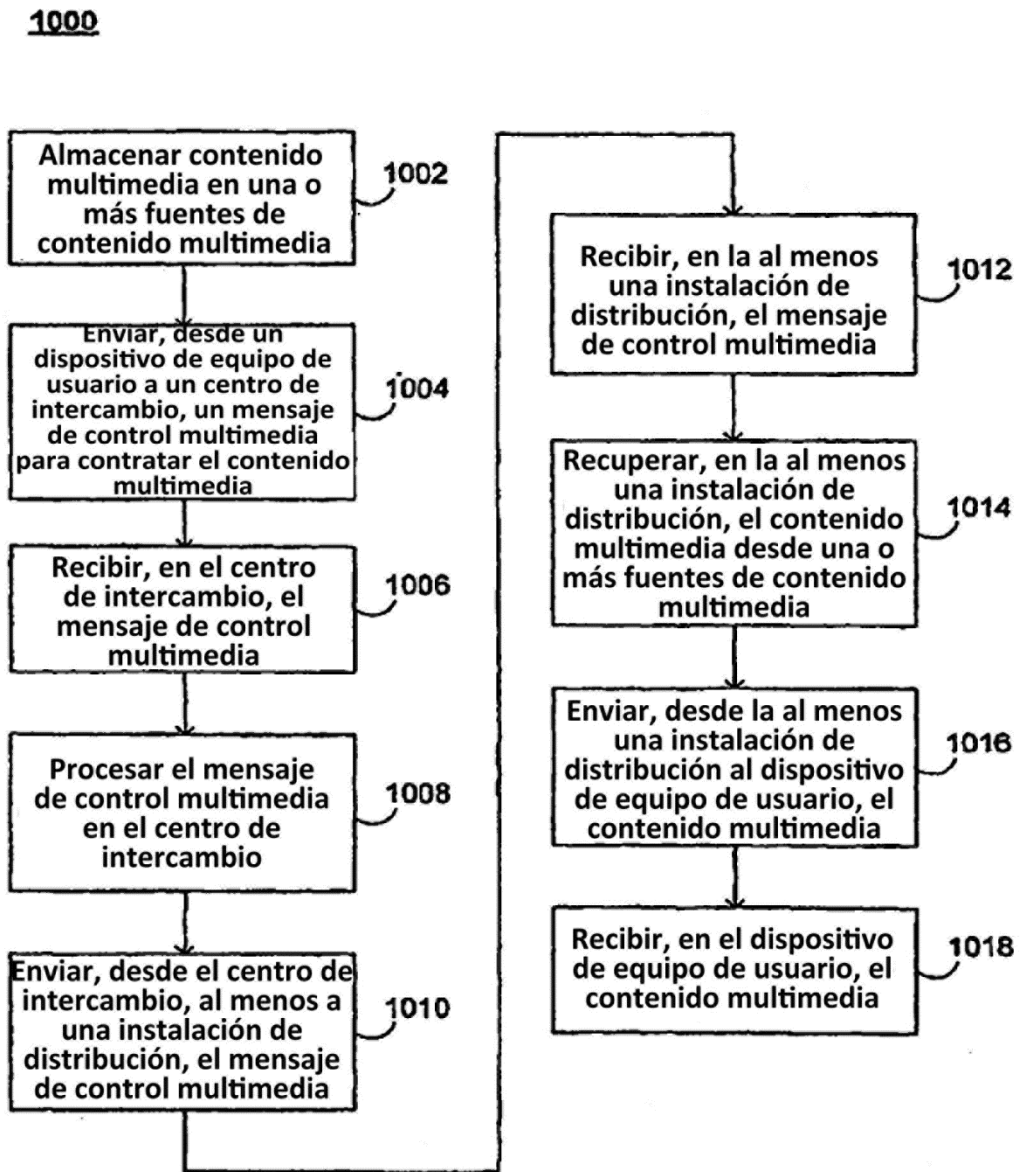 1000
Almacenar contenido
multimedia en una o
más fuentes de
contenido multimedia
1002
Enviar, desde un
dispositivo de equipo de
usuario a un centro de
intercambio, un mensaje
de control multimedia
para contratar el contenido
multimedia
1004
Recibir, en el centro
de intercambio, el
mensaje de control
multimedia
1006
Procesar el mensaje
de control multimedia
en el centro de
intercambio
1008
Enviar, desde el centro de
intercambio, al menos a
una instalación de
distribución, el mensaje
de control multimedia
1010
Recibir, en la al menos
una instalación de
distribución, el mensaje
de control multimedia
1012
Recuperar, en la al menos
una instalación de
distribución, el contenido
multimedia desde una o
más fuentes de contenido
multimedia
1014
Enviar, desde la al menos
una instalación de
distribución al dispositivo
de equipo de usuario, el
contenido multimedia
1016
Recibir, en el dispositivo
de equipo de usuario, el
contenido multimedia
1018